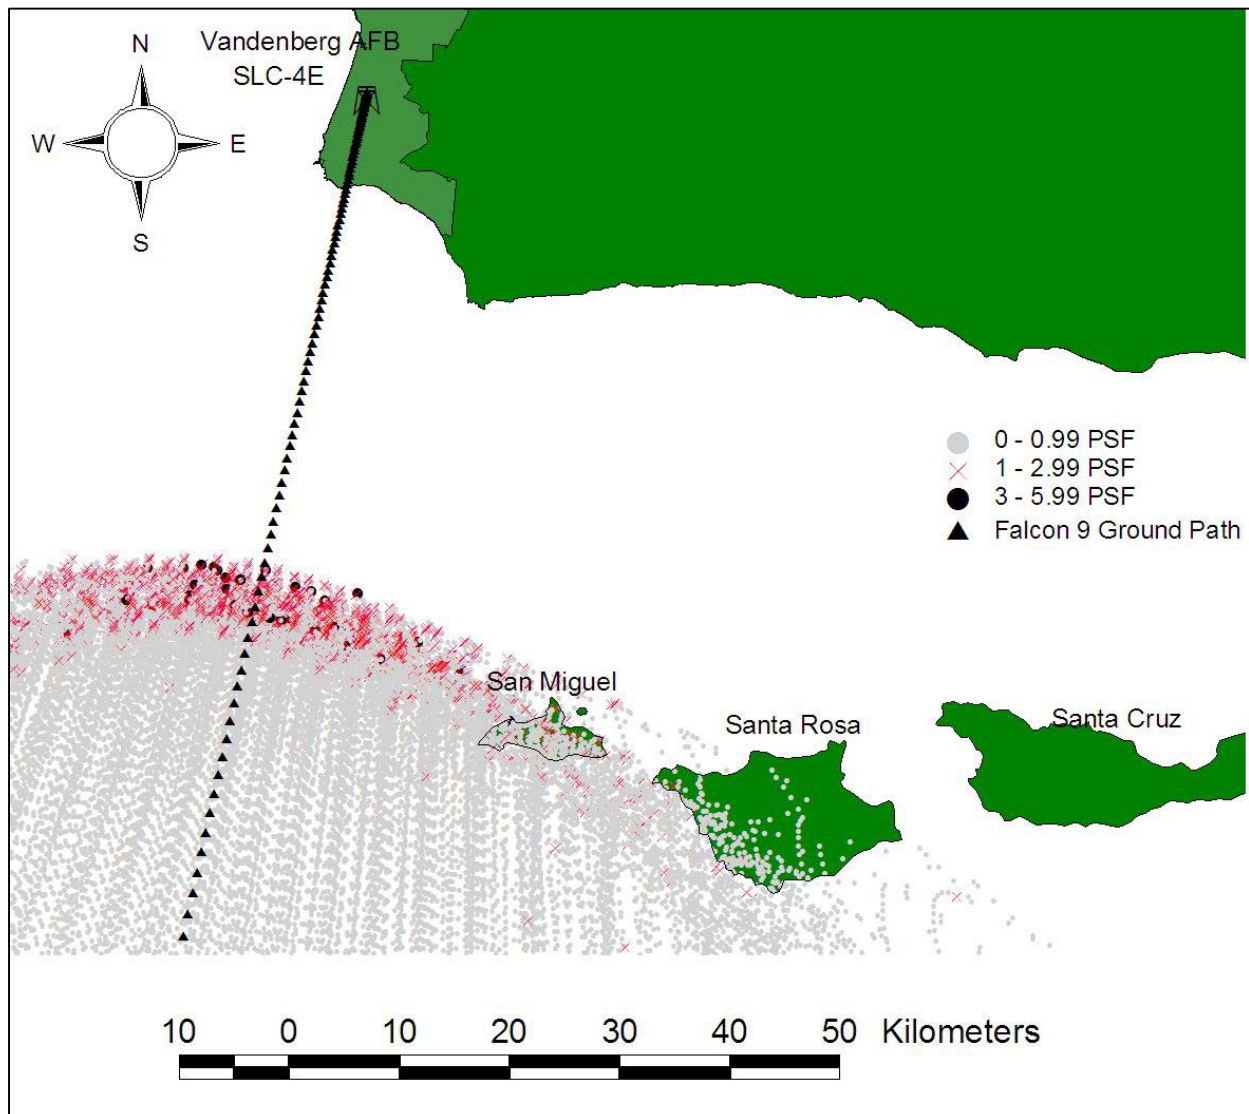 Vandenberg AFB
SLC-4E
N
W
E
S
0 - 0.99 PSF
1 - 2.99 PSF
3 - 5.99 PSF
Falcon 9 Ground Path
San Miguel
Santa Rosa
Santa Cruz
10 0 10 20 30 40 50 Kilometers